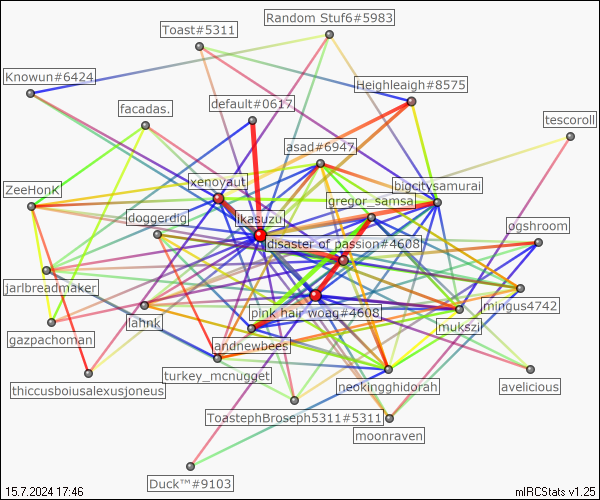 Random Stuf6#5983
Toast#5311
Knowun#6424
Heighleigh#8575
default#0617
facadas.
tescoroll
asad#6947
xenoyaut
bigcitysamurai
ZeeHonK
gregor_samsa
doggerdig
ikasuzu
ogshroom
disaster of passion#4608
jarlbreadmaker
mingus4742
pink hair woag#4608
lahnk
mukszi
gazpachoman
andnewbees
turkey_mcnugget
neokingghidorah
avelicious
thiccusboiusalexusjoneus
ToastephBroseph5311#5311
moonraven
Duck™#9103
15.7.2024 17:46
mIRCStats v1.25